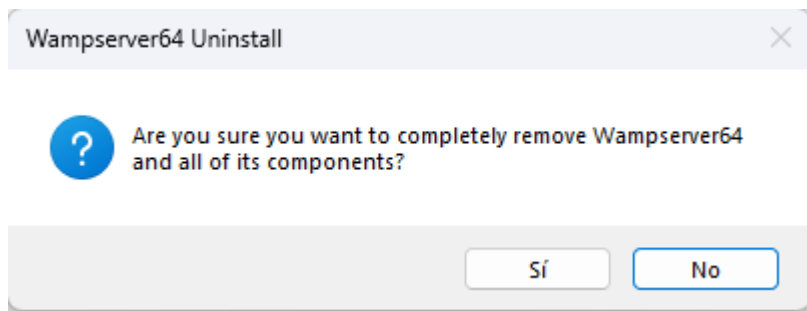 Wampserver64 Uninstall
Are you sure you want to completely remove Wampserver64
and all of its components?
Sí
No